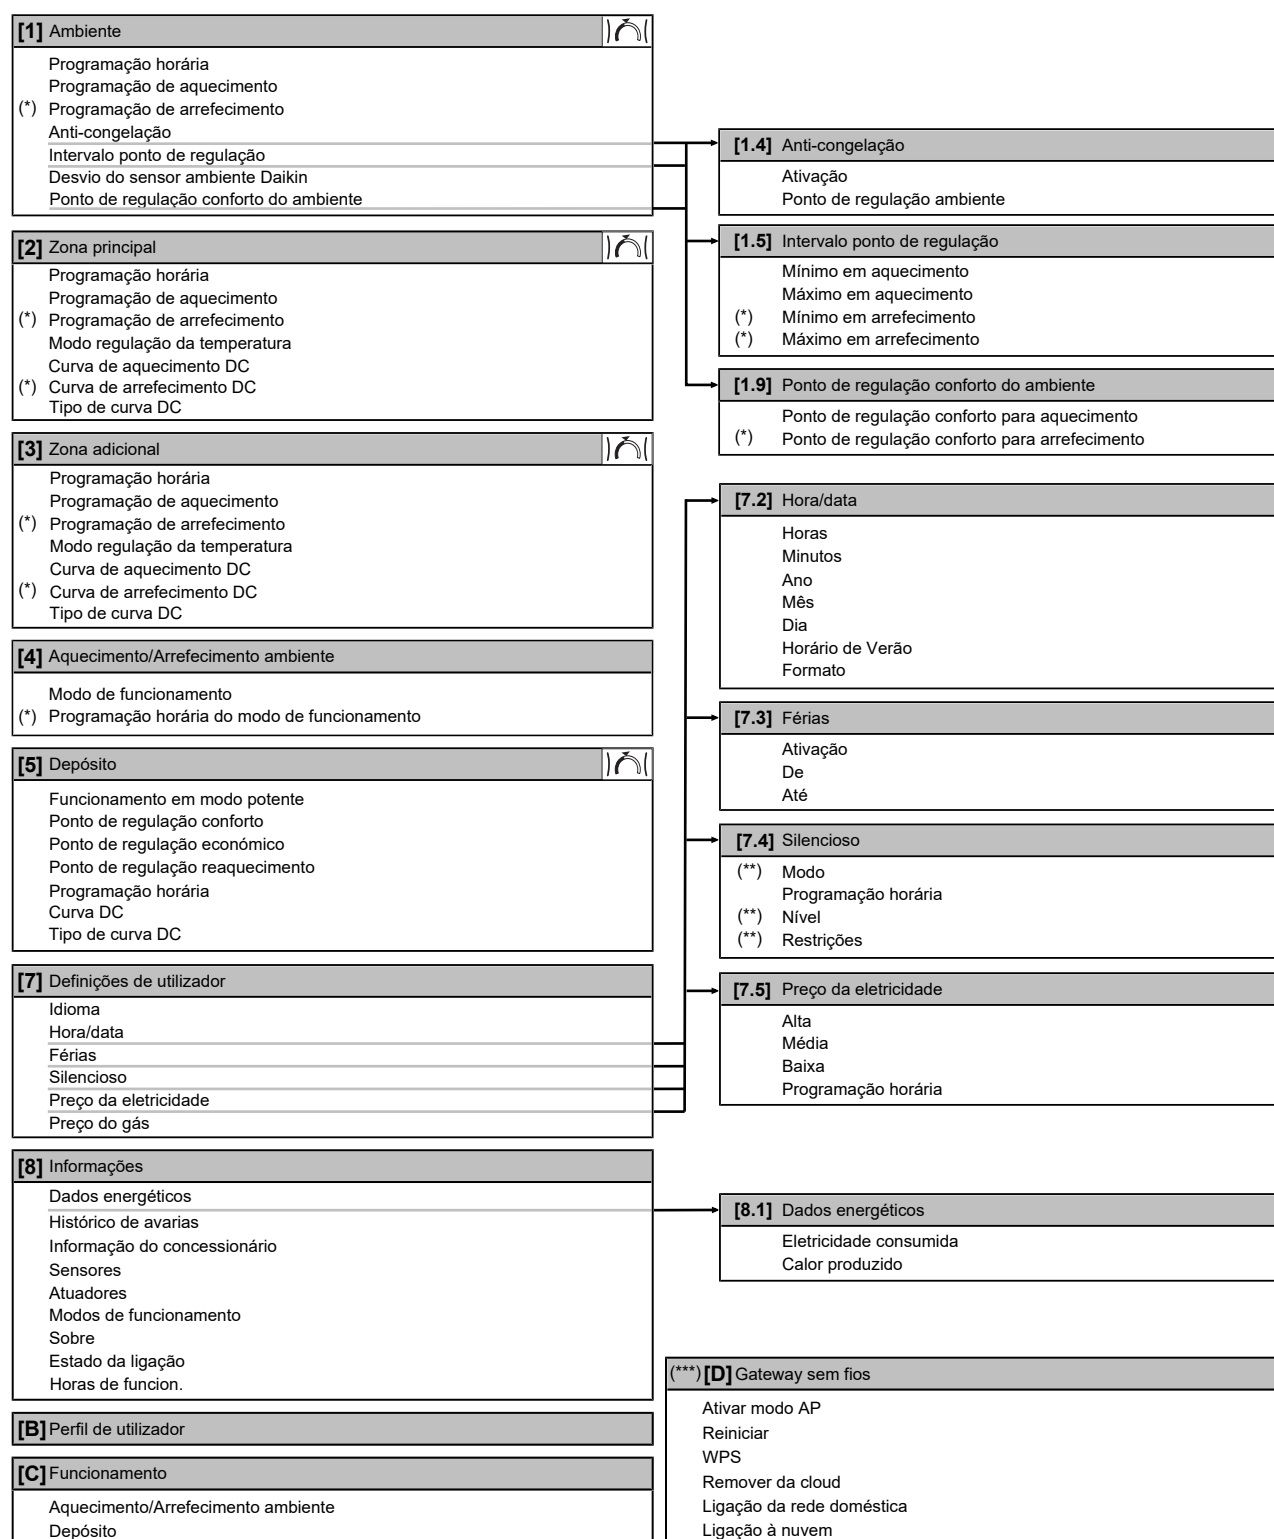 [1] Ambiente
Programação horária
Programação de aquecimento
(*) Programação de arrefecimento
Anti-congelação
Intervalo ponto de regulação
Desvio do sensor ambiente Daikin
Ponto de regulação conforto do ambiente
[2] Zona principal
Programação horária
Programação de aquecimento
(*) Programação de arrefecimento
Modo regulação da temperatura
Curva de aquecimento DC
(*) Curva de arrefecimento DC
Tipo de curva DC
[3] Zona adicional
Programação horária
Programação de aquecimento
(*) Programação de arrefecimento
Modo regulação da temperatura
Curva de aquecimento DC
(*) Curva de arrefecimento DC
Tipo de curva DC
[4] Aquecimento/Arrefecimento ambiente
Modo de funcionamento
(*) Programação horária do modo de funcionamento
[5] Depósito
Funcionamento em modo potente
Ponto de regulação conforto
Ponto de regulação económico
Ponto de regulação reaquecimento
Programação horária
Curva DC
Tipo de curva DC
[7] Definições de utilizador
Idioma
Hora/data
Férias
Silencioso
Preço da eletricidade
Preço do gás
[8] Informações
Dados energéticos
Histórico de avarias
Informação do concessionário
Sensores
Atuadores
Modos de funcionamento
Sobre
Estado da ligação
Horas de funcion.
[B] Perfil de utilizador
[C] Funcionamento
Aquecimento/Arrefecimento ambiente
Depósito
[1.4] Anti-congelação
Ativação
Ponto de regulação ambiente
[1.5] Intervalo ponto de regulação
Mínimo em aquecimento
Máximo em aquecimento
(*) Mínimo em arrefecimento
(*) Máximo em arrefecimento
[1.9] Ponto de regulação conforto do ambiente
Ponto de regulação conforto para aquecimento
(*) Ponto de regulação conforto para arrefecimento
[7.2] Hora/data
Horas
Minutos
Ano
Mês
Dia
Horário de Verão
Formato
[7.3] Férias
Ativação
De
Até
[7.4] Silencioso
(**) Modo
Programação horária
(**) Nível
(**) Restrições
[7.5] Preço da eletricidade
Alta
Média
Baixa
Programação horária
[8.1] Dados energéticos
Eletricidade consumida
Calor produzido
(***) [D] Gateway sem fios
Ativar modo AP
Reiniciar
WPS
Remover da cloud
Ligação da rede doméstica
Ligação à nuvem